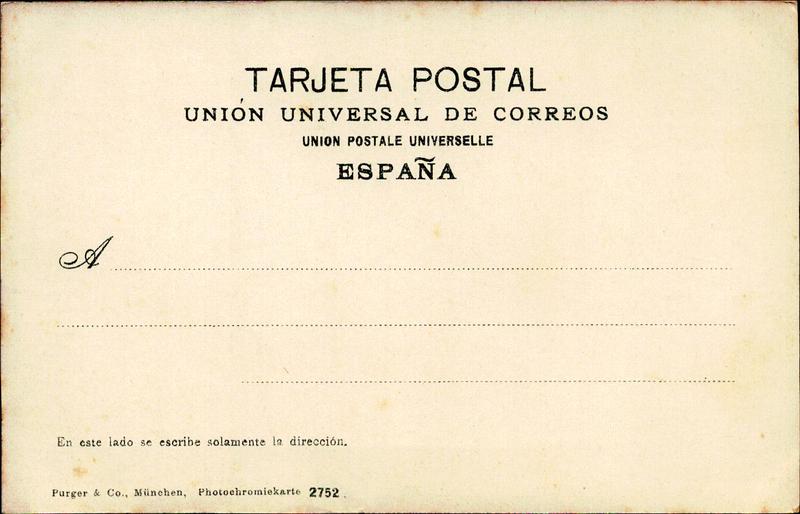 TARJETA POSTAL
UNIÓN UNIVERSAL DE CORREOS
UNION POSTALE UNIVERSELLE
ESPAÑA
A
En este lado se escribe solamente la dirección.
Purger & Co., München, Photochromiekarte 2752.